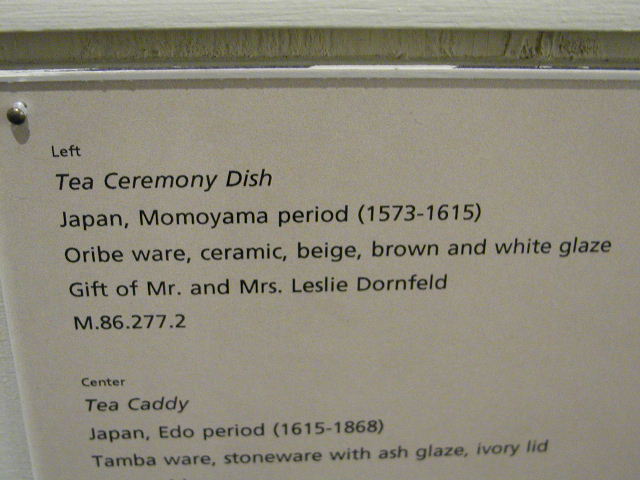 Left
Tea Ceremony Dish
Japan, Momoyama period (1573-1615)
Oribe ware, ceramic, beige, brown and white glaze
Gift of Mr. and Mrs. Leslie Dornfeld
M.86.277.2
Center
Tea Caddy
Japan, Edo period (1615-1868)
Tamba ware, stoneware with ash glaze, ivory lid